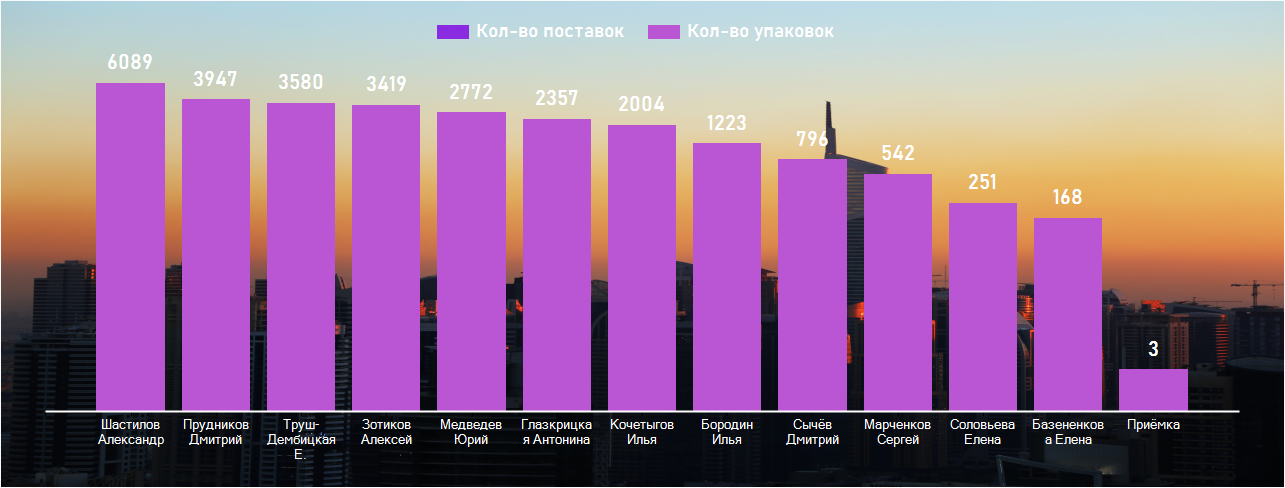 Кол-во поставок Кол-во упаковок
6089
3947
3580
3419
2772
2357
2004
1223
796
542
251
168
3
Шастилов
Александр
Прудников
Дмитрий
Труш-
Дембицкая
Е.
Зотиков
Алексей
Медведев
Юрий
Глазкрицка
я Антонина
Кочетыгов
Илья
Бородин
Илья
Сычёв
Дмитрий
Марченков
Сергей
Соловьева
Елена
Базененков
а Елена
Приёмка